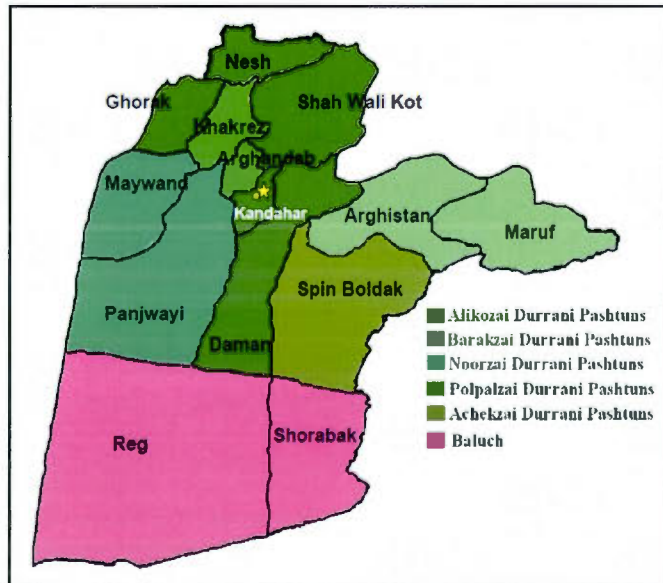 Nesh
Ghorak
Shah Wali Kot
Khakrez
Arghandab
Maywand
Kandahar
Arghistan
Maruf
Spin Boldak
Panjwayi
Daman
Reg
Shorabak
Alikozai Durrani Pashtuns
Barakzai Durrani Pashtuns
Noorzai Durrani Pashtuns
Polpalzai Durrani Pashtuns
Achekzai Durrani Pashtuns
Baluch